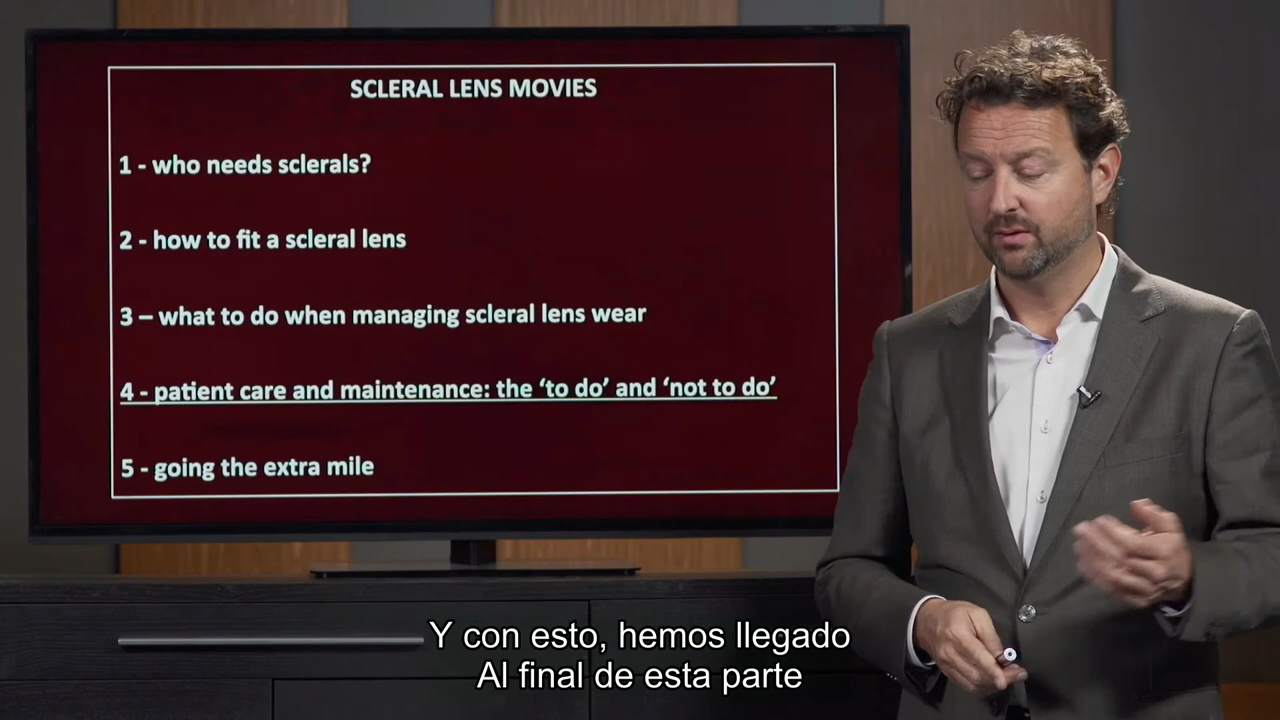 SCLERAL LENS MOVIES
1 - who needs sclerals?
2 - how to fit a scleral lens
3 – what to do when managing scleral lens wear
4 - patient care and maintenance: the ‘to do’ and ‘not to do’
5 - going the extra mile
Y con esto, hemos llegado
Al final de esta parte